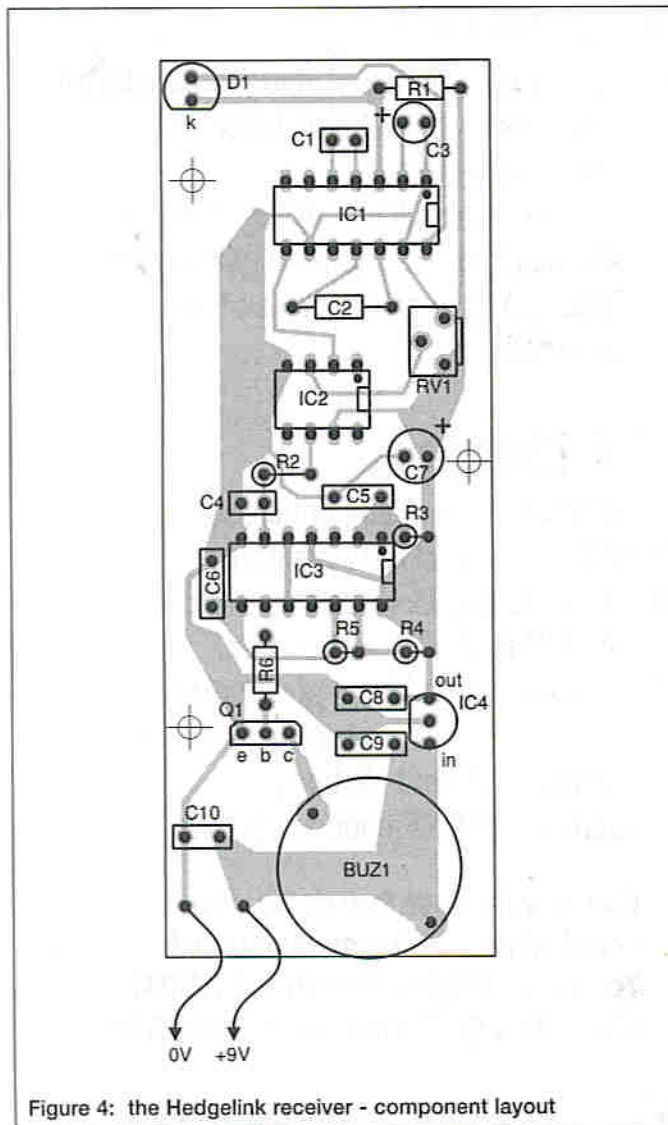 D1
R1
k
+
C1
C3
IC1
C2
RV1
IC2
+
R2
C7
C4
C5
R3
IC3
C6
R5
R4
R6
out
C8
IC4
Q1
C9
e b c
in
C10
BUZ1
0V +9V
Figure 4: the Hedgelink receiver - component layout